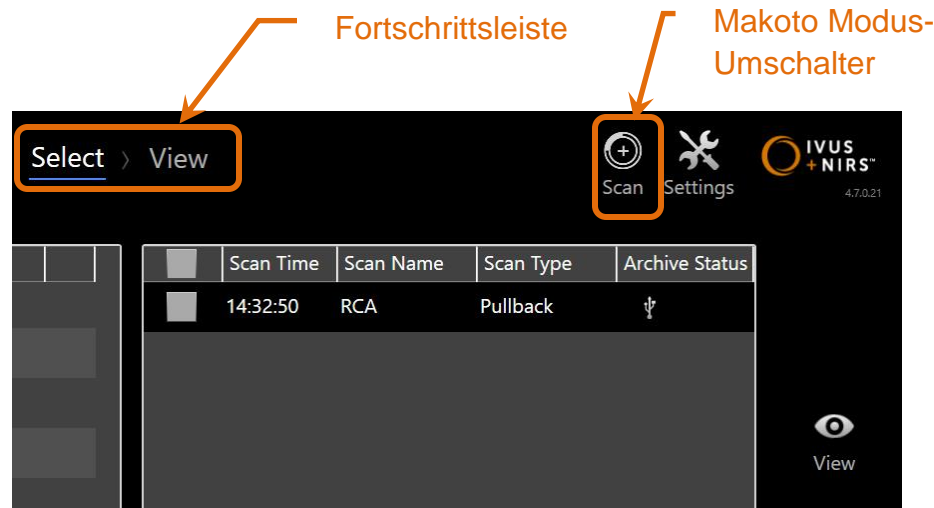 Fortschrittsleiste
Makoto Modus-
Umschalter
Select > View
Scan
Settings
IVUS
+NIRS™
4.7.0.21
Scan Time Scan Name Scan Type Archive Status
14:32:50 RCA Pullback
View